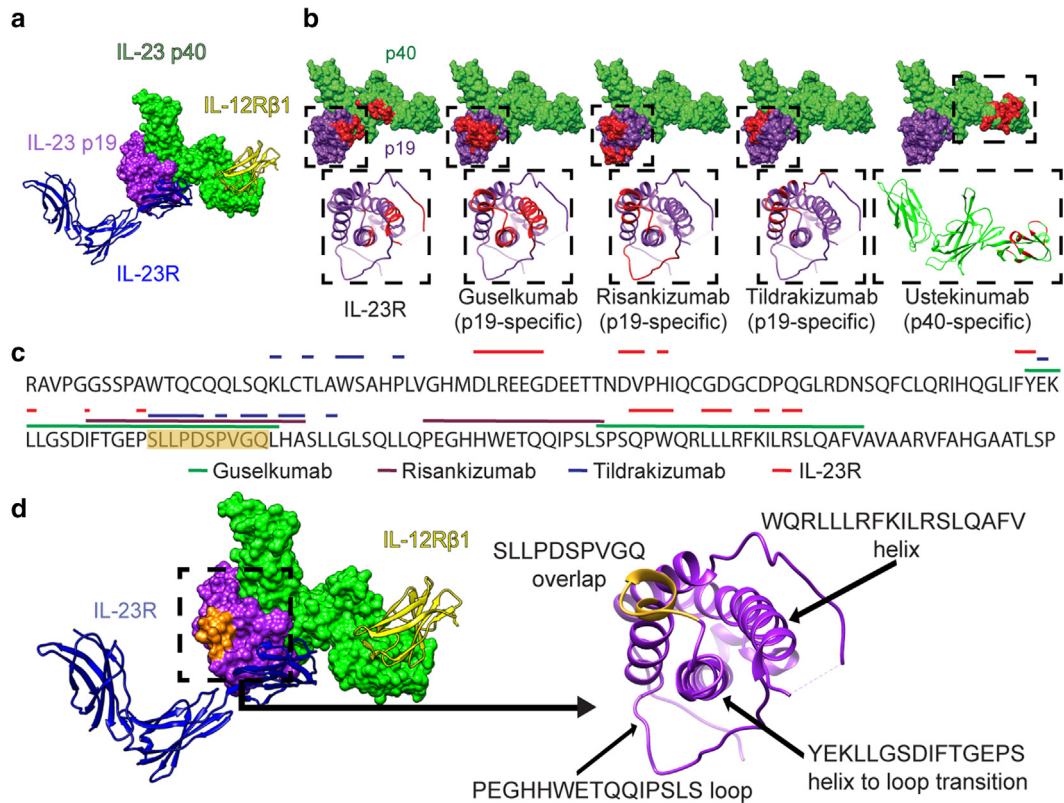 a
IL-23 p40
IL-12Rβ1
IL-23 p19
IL-23R
b
p40
p19
IL-23R
Guselkumab
(p19-specific)
Risankizumab
(p19-specific)
Tildrakizumab
(p19-specific)
Ustekinumab
(p40-specific)
c
RAVPGGSSPAWTQCQQLSQKLCTLAWSAHPLVGHMDLREEGDEETTNDVPHIQCGDGCDPQGLRDNSQFCLQRIHQGLIFYEK
LLGSDIFTGEPSLLPDSPVGQLHASLLGLSQLLQPEGHHWETQQIPSLSPSQPWQRLLLRFKILRSLQAFVAVAARVFAHGAATLSP
Guselkumab
Risankizumab
Tildrakizumab
IL-23R
d
IL-12Rβ1
IL-23R
SLLPDSPVGQ
overlap
WQRLLLRFKILRSLQAFV
helix
PEGHHWETQQIPSLS loop
YEKLLGSDIFTGEPS
helix to loop transition